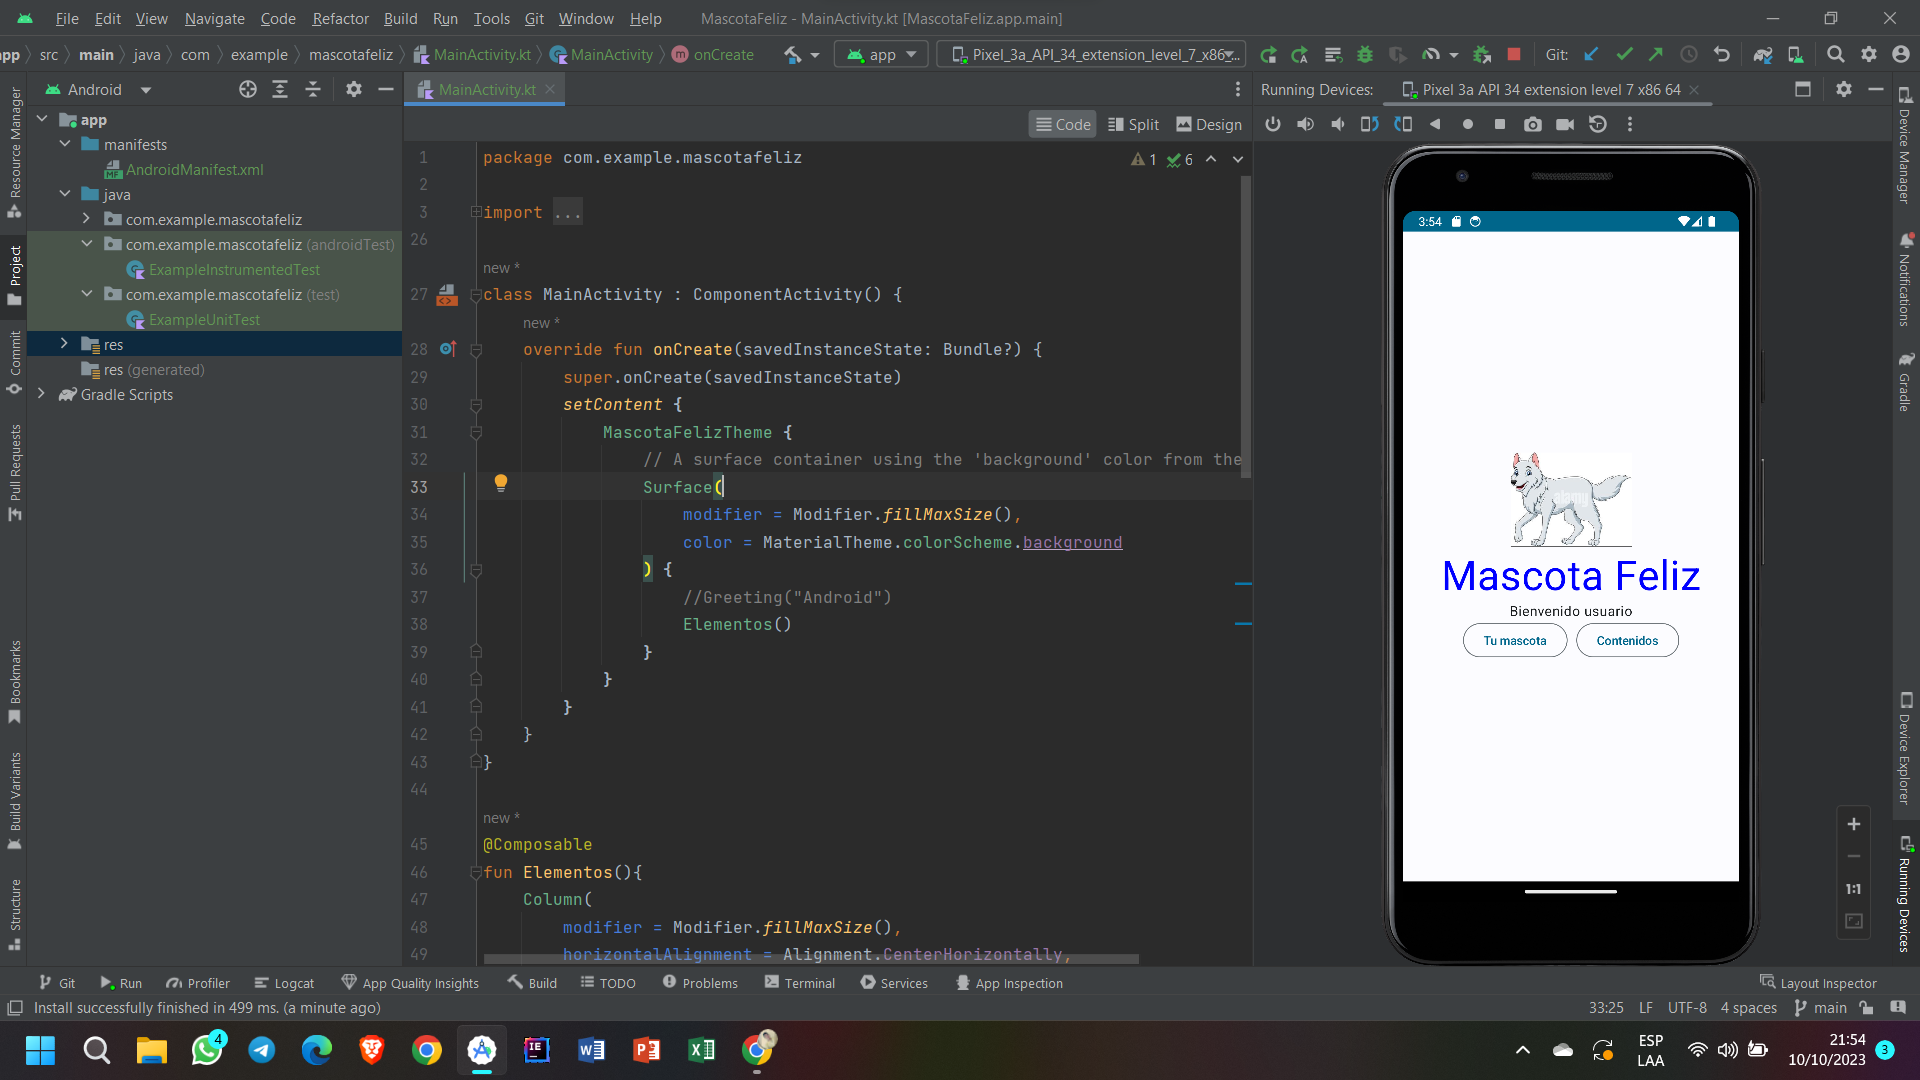 File Edit View Navigate Code Refactor Build Run Tools Git Window Help MascotaFeliz - MainActivity.kt [MascotaFeliz.app.main]
app src main java com example mascotafeliz MainActivity.kt MainActivity onCreate app Pixel_3a_API_34_extension_level_7_x86... Git:
Android MainActivity.kt Running Devices: Pixel 3a API 34 extension level 7 x86 64
Code Split Design
app
manifests
AndroidManifest.xml
java
com.example.mascotafeliz
com.example.mascotafeliz (androidTest)
ExampleInstrumentedTest
com.example.mascotafeliz (test)
ExampleUnitTest
res
res (generated)
Gradle Scripts
Resource Manager
Project
Commit
Pull Requests
Bookmarks
Build Variants
Structure
1 package com.example.mascotafeliz
1 6
2
3 import ...
26
new *
27 class MainActivity : ComponentActivity() {
new *
28 override fun onCreate(savedInstanceState: Bundle?) {
29 super.onCreate(savedInstanceState)
30 setContent {
31 MascotaFelizTheme {
32 // A surface container using the 'background' color from the
33 Surface(
34 modifier = Modifier.fillMaxSize(),
35 color = MaterialTheme.colorScheme.background
36 ) {
37 //Greeting("Android")
38 Elementos()
39 }
40 }
41 }
42 }
43 }
44
new *
45 @Composable
46 fun Elementos(){
47 Column(
48 modifier = Modifier.fillMaxSize(),
49 horizontalAlignment = Alignment.CenterHorizontally,
3:54
alamy
Mascota Feliz
Bienvenido usuario
Tu mascota Contenidos
1:1
Device Manager
Notifications
Gradle
Device Explorer
Running Devices
Git Run Profiler Logcat App Quality Insights Build TODO Problems Terminal Services App Inspection Layout Inspector
Install successfully finished in 499 ms. (a minute ago) 33:25 LF UTF-8 4 spaces main
4
ESP
LAA
21:54
10/10/2023
3